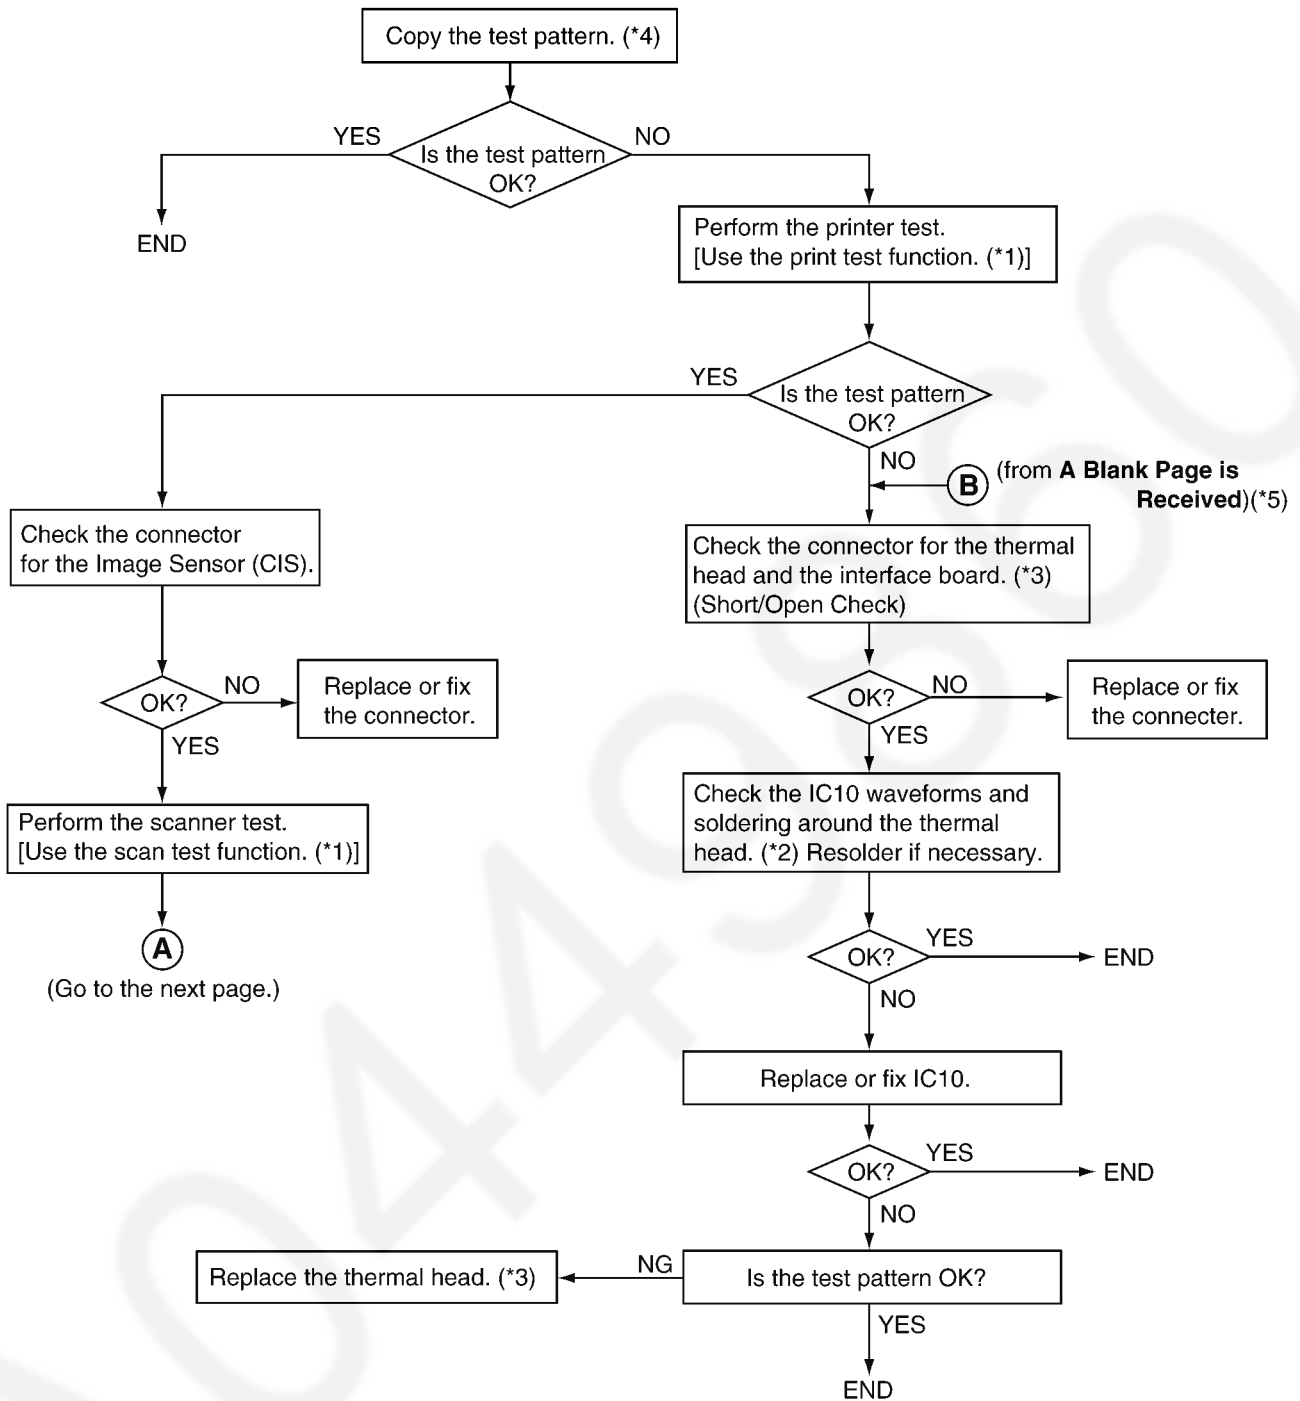 Copy the test pattern. (*4)
YES
NO
Is the test pattern
OK?
END
Perform the printer test.
[Use the print test function. (*1)]
YES
Is the test pattern
OK?
NO
B
(from A Blank Page is
Received)(*5)
Check the connector
for the Image Sensor (CIS).
Check the connector for the thermal
head and the interface board. (*3)
(Short/Open Check)
OK?
NO
Replace or fix
the connector.
YES
OK?
NO
Replace or fix
the connecter.
YES
Perform the scanner test.
[Use the scan test function. (*1)]
Check the IC10 waveforms and
soldering around the thermal
head. (*2) Resolder if necessary.
A
(Go to the next page.)
OK?
YES
END
NO
Replace or fix IC10.
OK?
YES
END
NO
Replace the thermal head. (*3)
NG
Is the test pattern OK?
YES
END